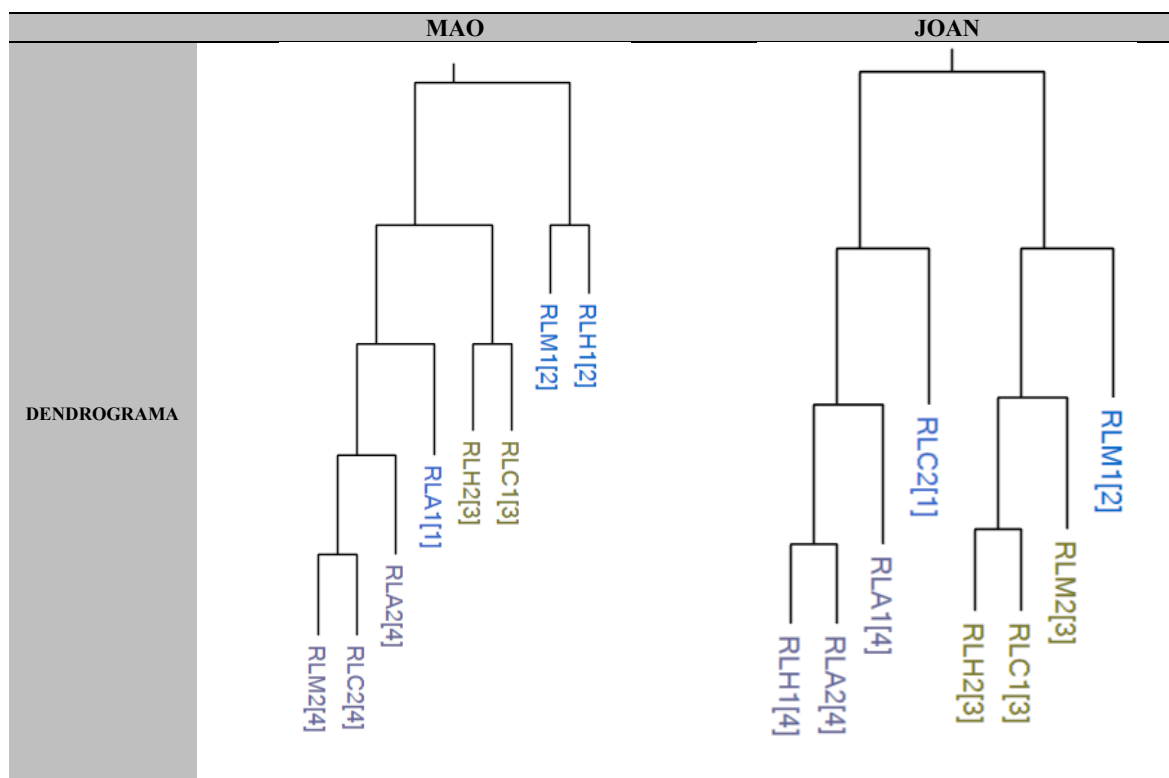 MAO
JOAN
DENDROGRAMA
RLM2[4]
RLC2[4]
RLA2[4]
RLA1[1]
RLH2[3]
RLC1[3]
RLM1[2]
RLH1[2]
RLH1[4]
RLA2[4]
RLA1[4]
RLC2[1]
RLH2[3]
RLC1[3]
RLM2[3]
RLM1[2]